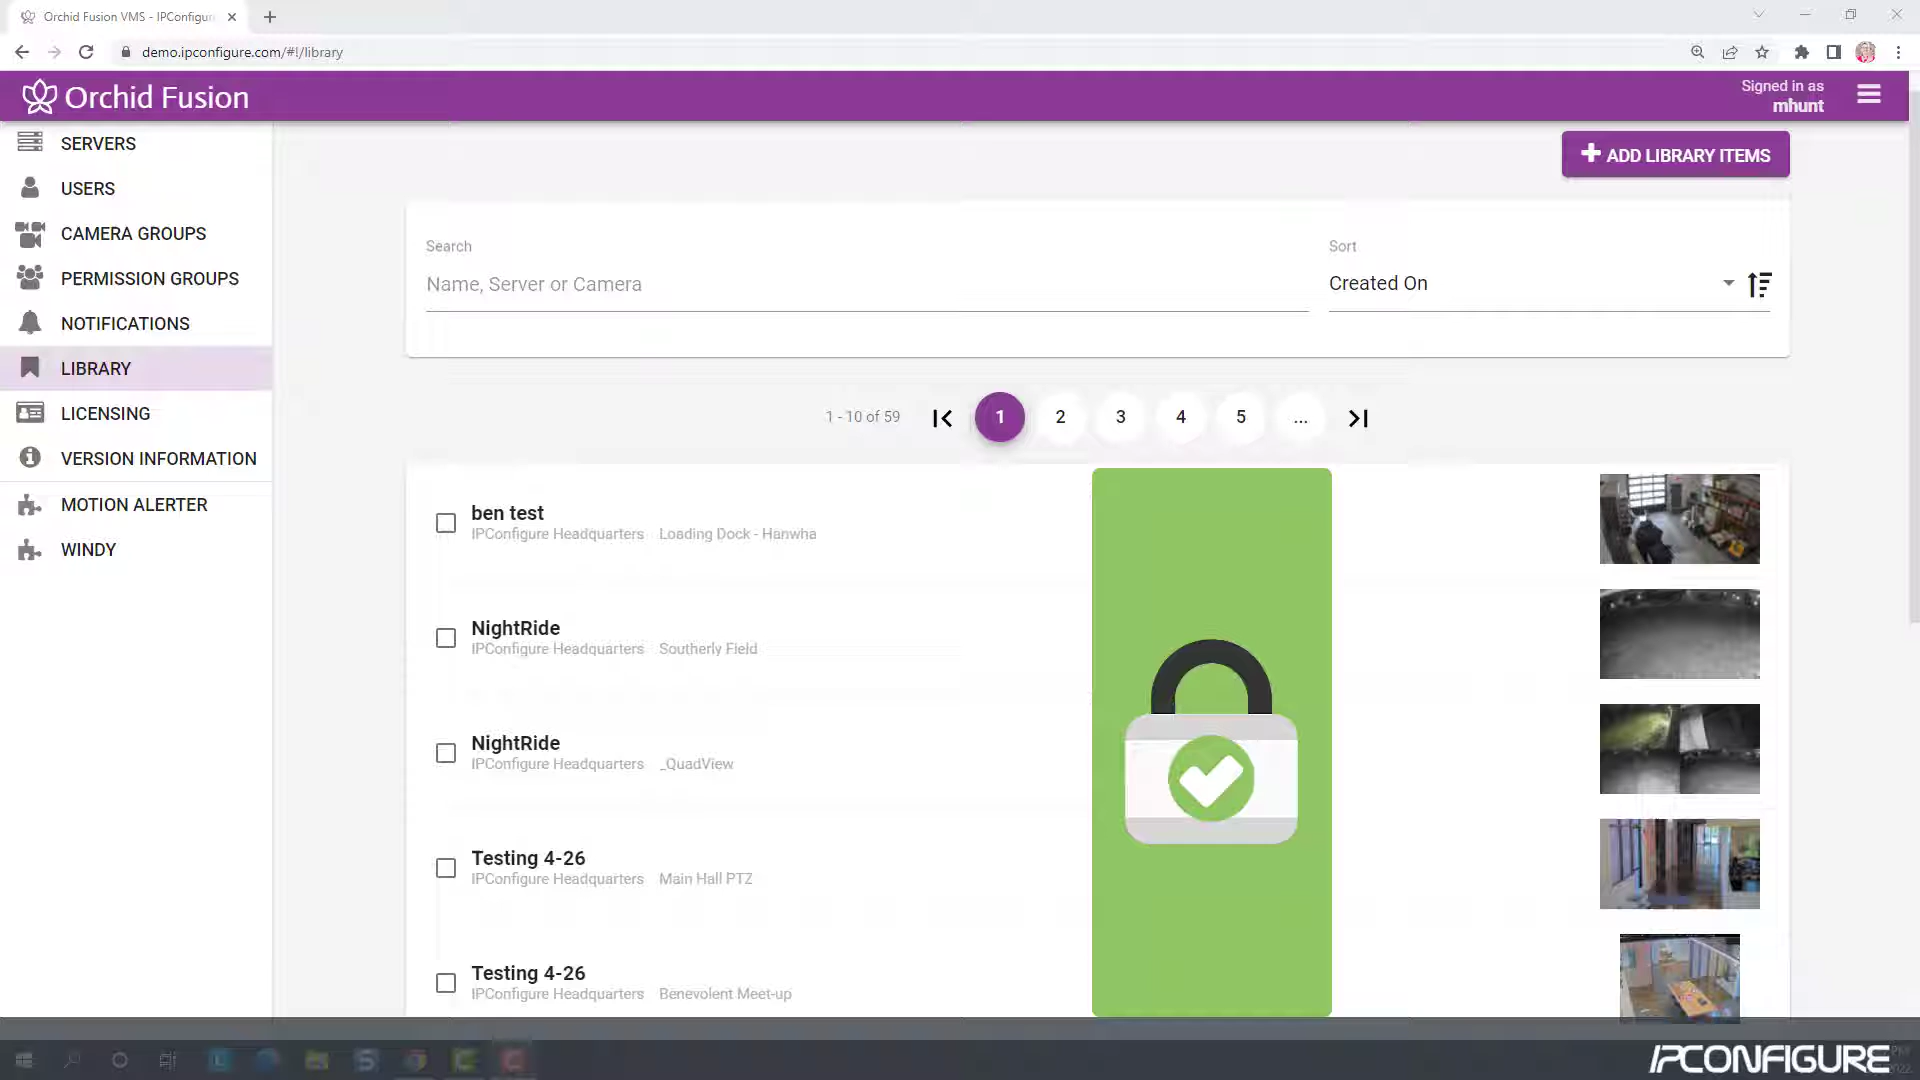 Orchid Fusion VMS - IPConfigur
demo.ipconfigure.com/#!/library
Orchid Fusion
Signed in as
mhunt
SERVERS
USERS
CAMERA GROUPS
PERMISSION GROUPS
NOTIFICATIONS
LIBRARY
LICENSING
VERSION INFORMATION
MOTION ALERTER
WINDY
ADD LIBRARY ITEMS
Search
Name, Server or Camera
Sort
Created On
1 - 10 of 59
1 2 3 4 5 ...
ben test
IPConfigure Headquarters Loading Dock - Hanwha
NightRide
IPConfigure Headquarters Southerly Field
NightRide
IPConfigure Headquarters _QuadView
Testing 4-26
IPConfigure Headquarters Main Hall PTZ
Testing 4-26
IPConfigure Headquarters Benevolent Meet-up
IPCONFIGURE